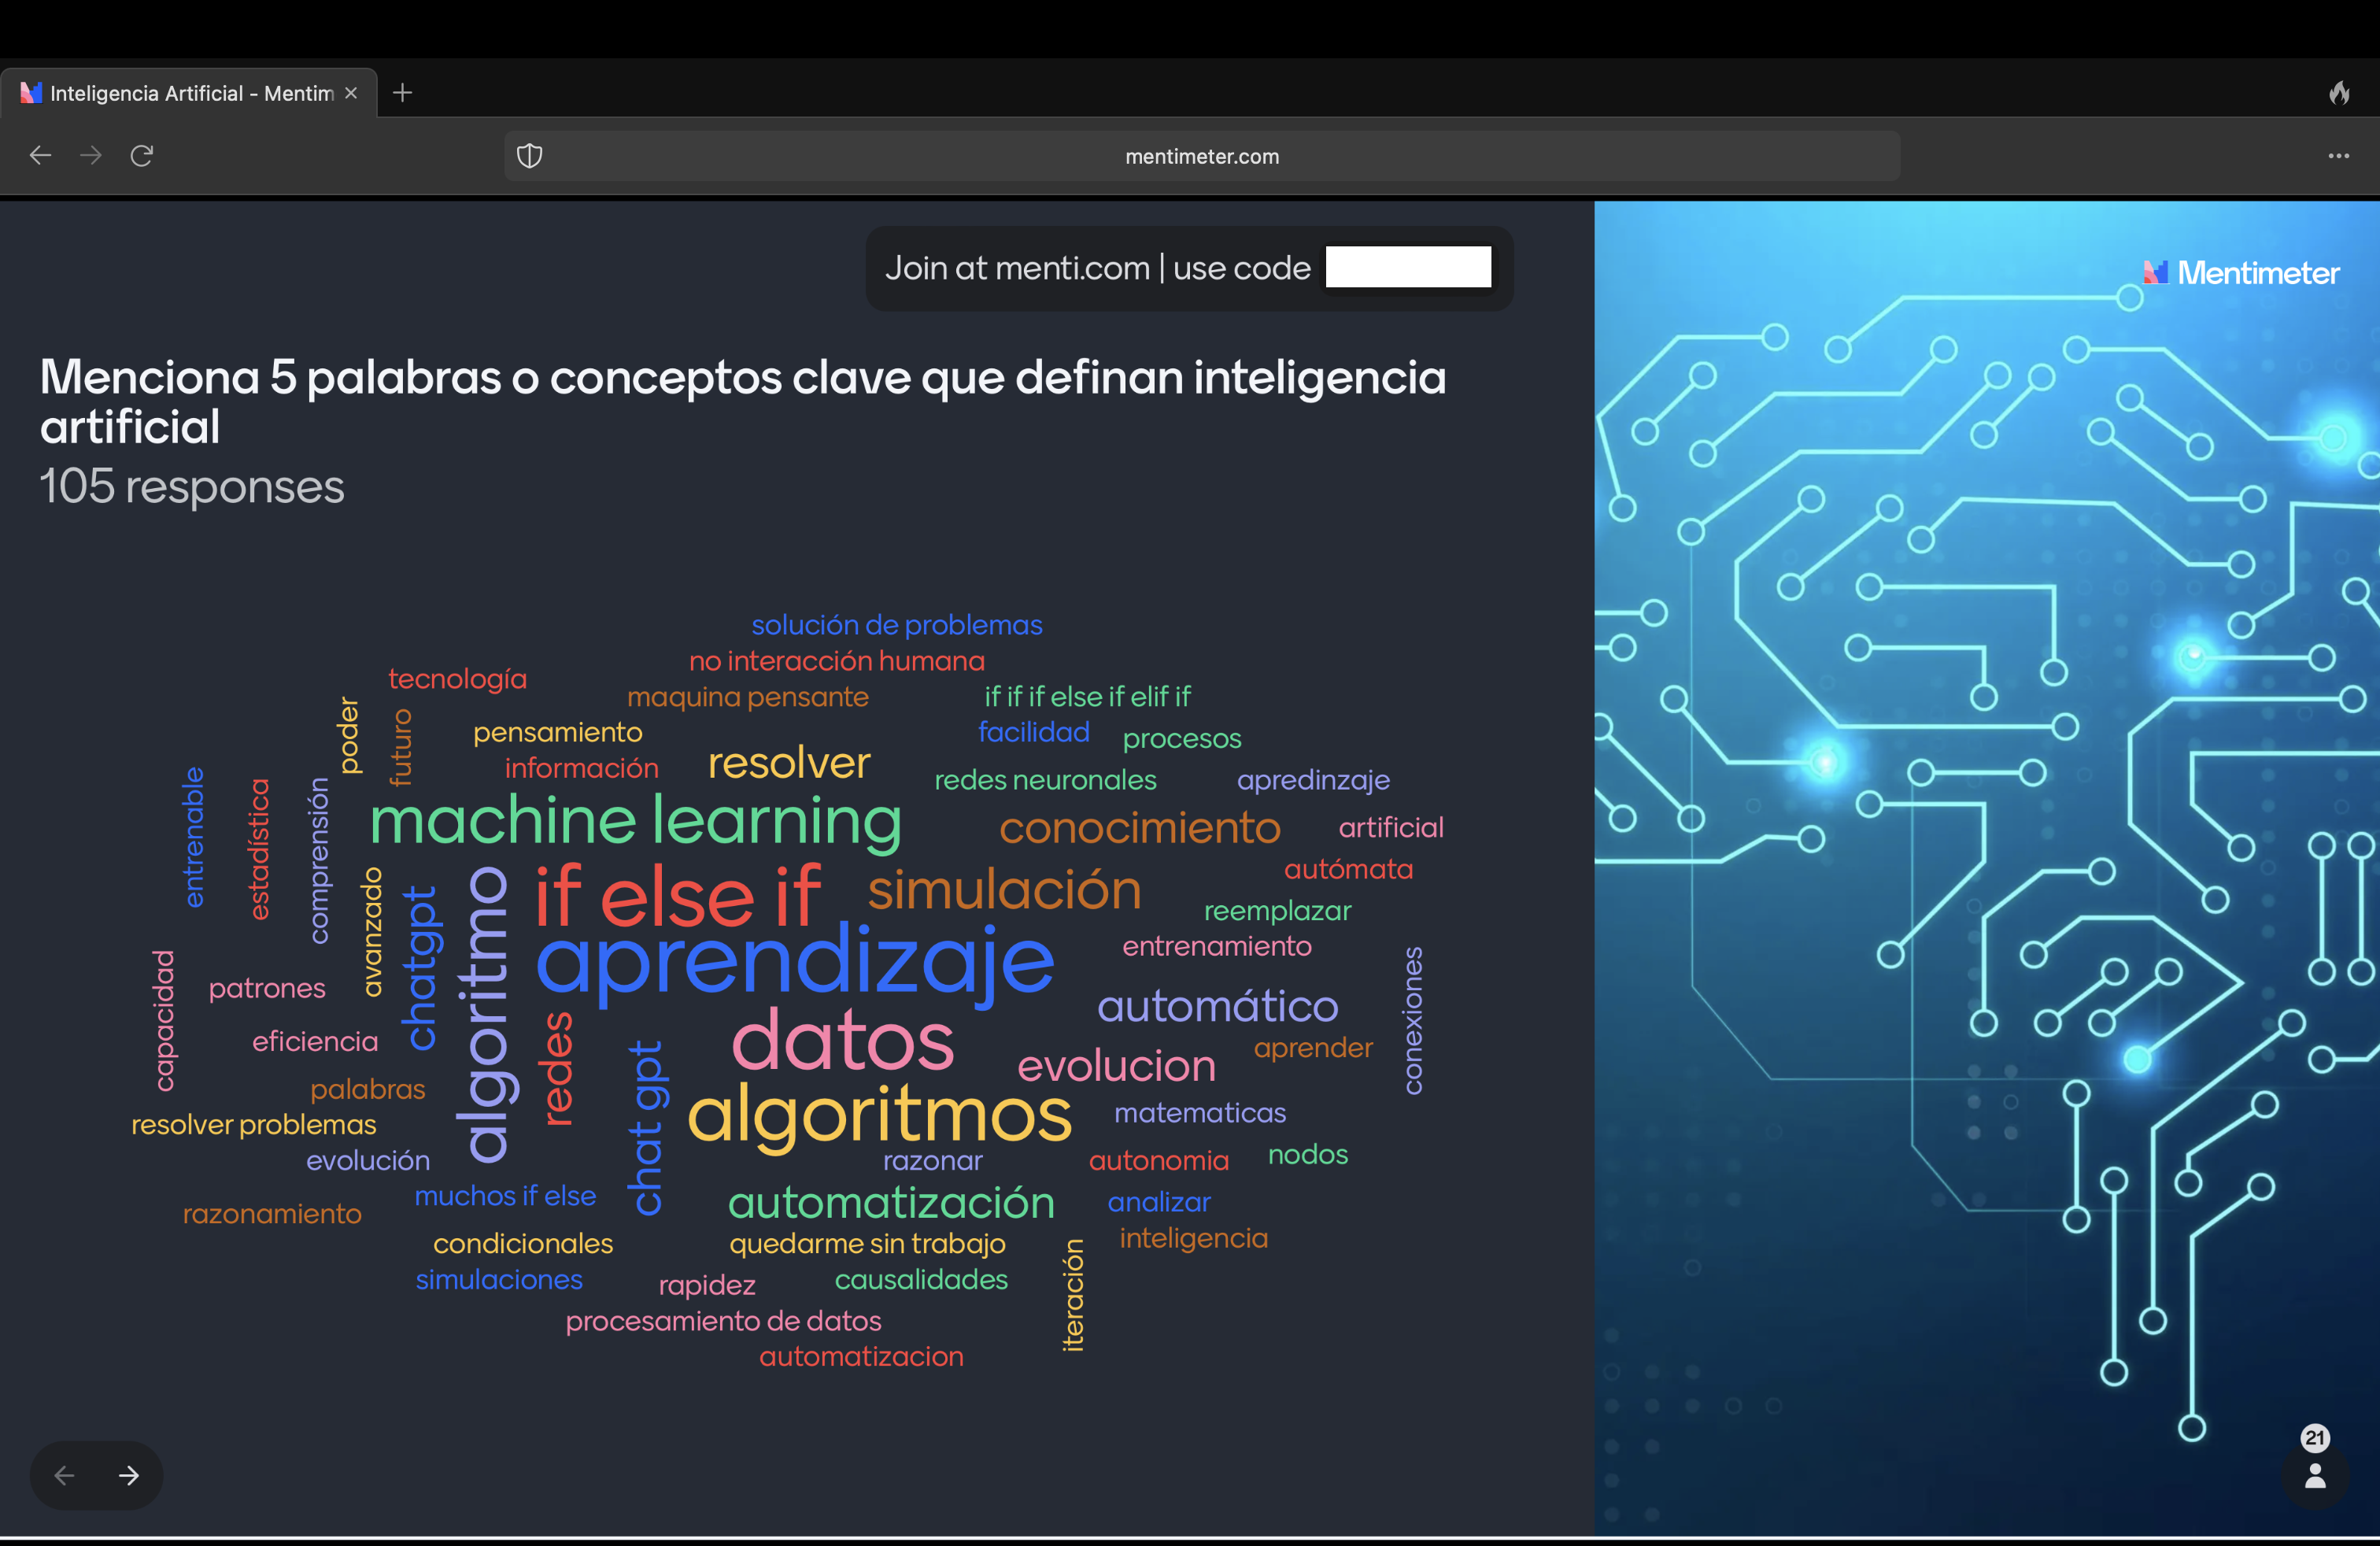 Inteligencia Artificial - Mentim
mentimeter.com
Join at menti.com | use code
Mentimeter
Menciona 5 palabras o conceptos clave que definan inteligencia
artificial
105 responses
solución de problemas
no interacción humana
tecnología
maquina pensante
if if if else if elif if
poder
futuro
pensamiento
facilidad
procesos
información
resolver
redes neuronales
apredinzaje
entrenable
estadística
comprensión
machine learning
conocimiento
artificial
autómata
avanzado
chatgpt
algoritmo
if else if
simulación
reemplazar
aprendizaje
entrenamiento
capacidad
patrones
conexiones
automático
eficiencia
redes
datos
evolucion
aprender
chat gpt
palabras
algoritmos
matematicas
resolver problemas
evolución
razonar
autonomia
nodos
muchos if else
automatización
analizar
razonamiento
condicionales
quedarme sin trabajo
inteligencia
simulaciones
rapidez
causalidades
iteración
procesamiento de datos
automatizacion
21